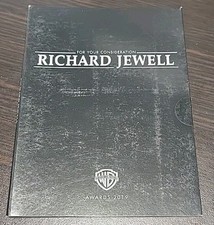 FOR YOUR CONSIDERATION
RICHARD JEWELL
WB
AWARDS 2019